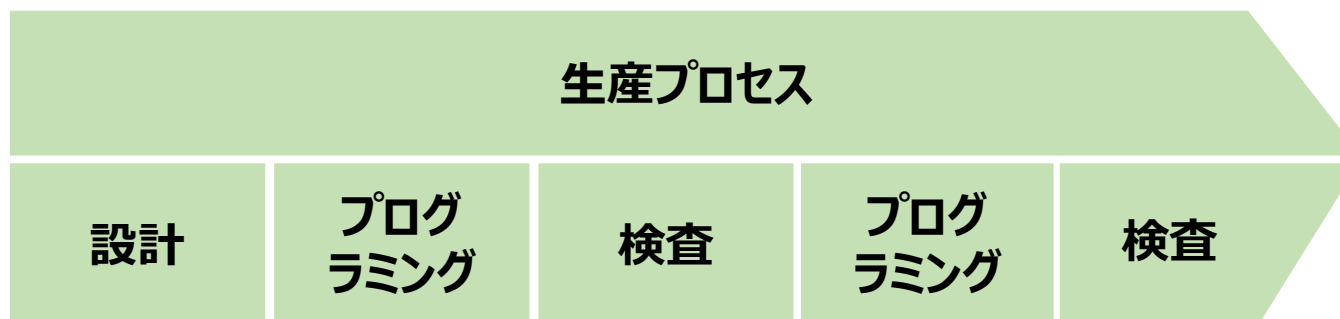 生産プロセス
設計
プログ
ラミング
検査
プログ
ラミング
検査